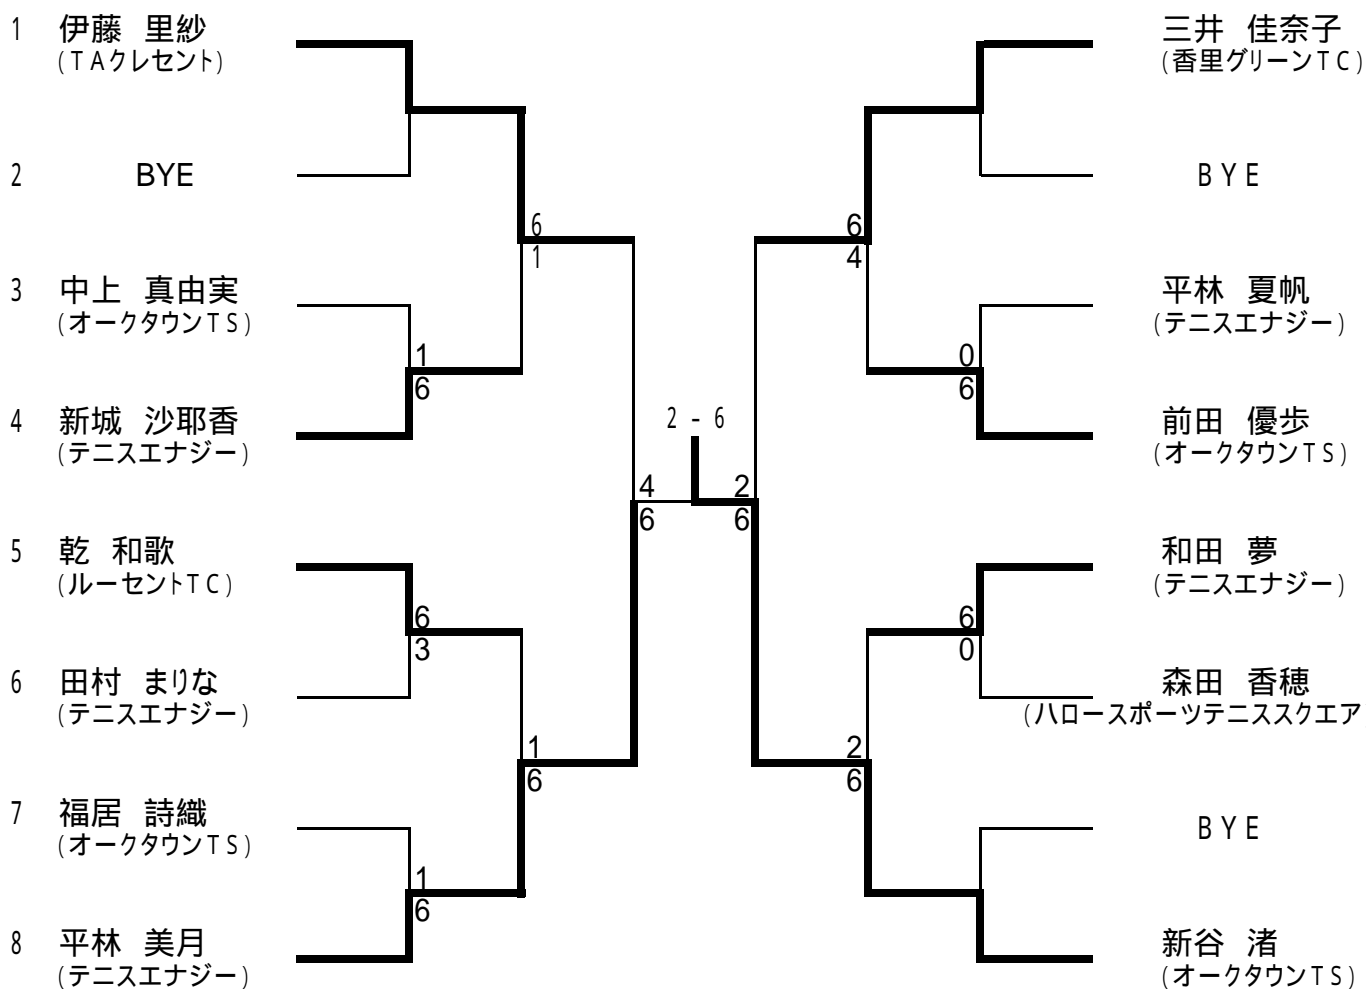 1 伊藤 里紗
(TAクレセント)
2 BYE
3 中上 真由実
(オークタウンTS)
4 新城 沙耶香
(テニスエナジー)
5 乾 和歌
(ルーセントTC)
6 田村 まりな
(テニスエナジー)
7 福居 詩織
(オークタウンTS)
8 平林 美月
(テニスエナジー)
6
1
1
6
4
6
6
3
1
6
1
6
2 - 6
6
4
0
6
2
6
6
0
2
6
三井 佳奈子
(香里グリーンTC)
BYE
平林 夏帆
(テニスエナジー)
前田 優歩
(オークタウンTS)
和田 夢
(テニスエナジー)
森田 香穂
(ハロースポーツテニススクエア
BYE
新谷 渚
(オークタウンTS)